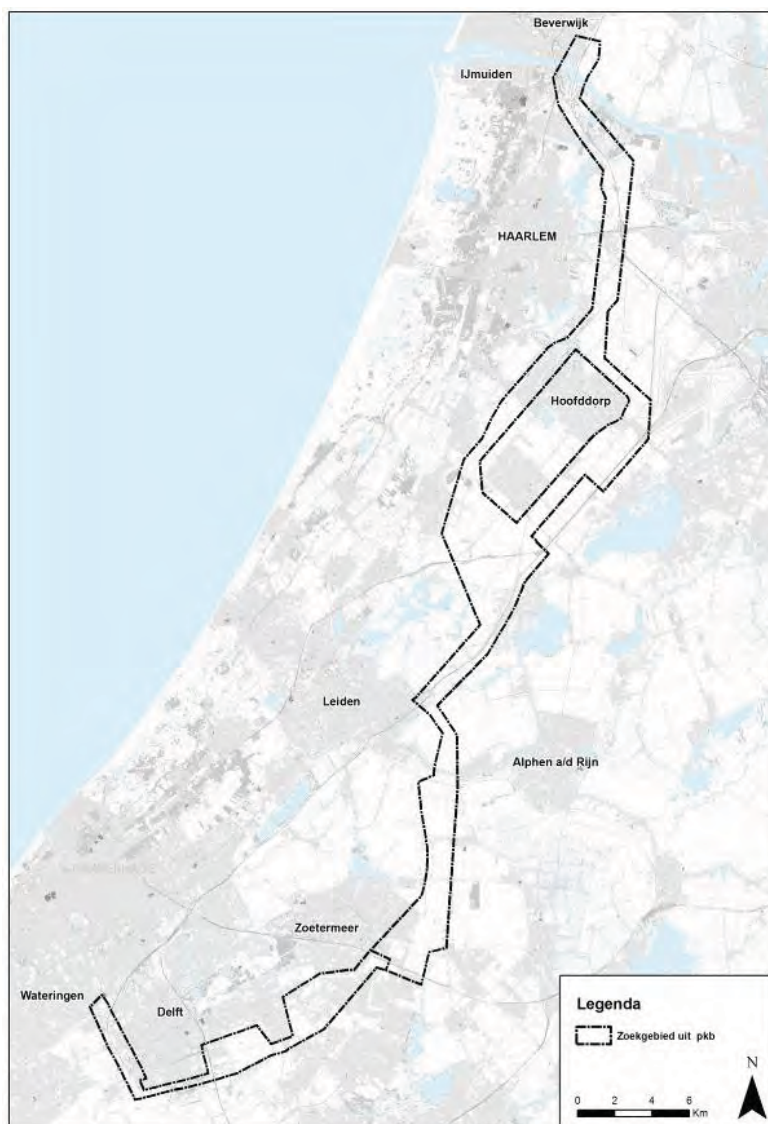 Beverwijk
IJmuiden
HAARLEM
Hoofddorp
Leiden
Alphen a/d Rijn
Zoetermeer
Wateringen
Delft
Legenda
Zoekgebied uit pkb
N
0 2 4 6
Km